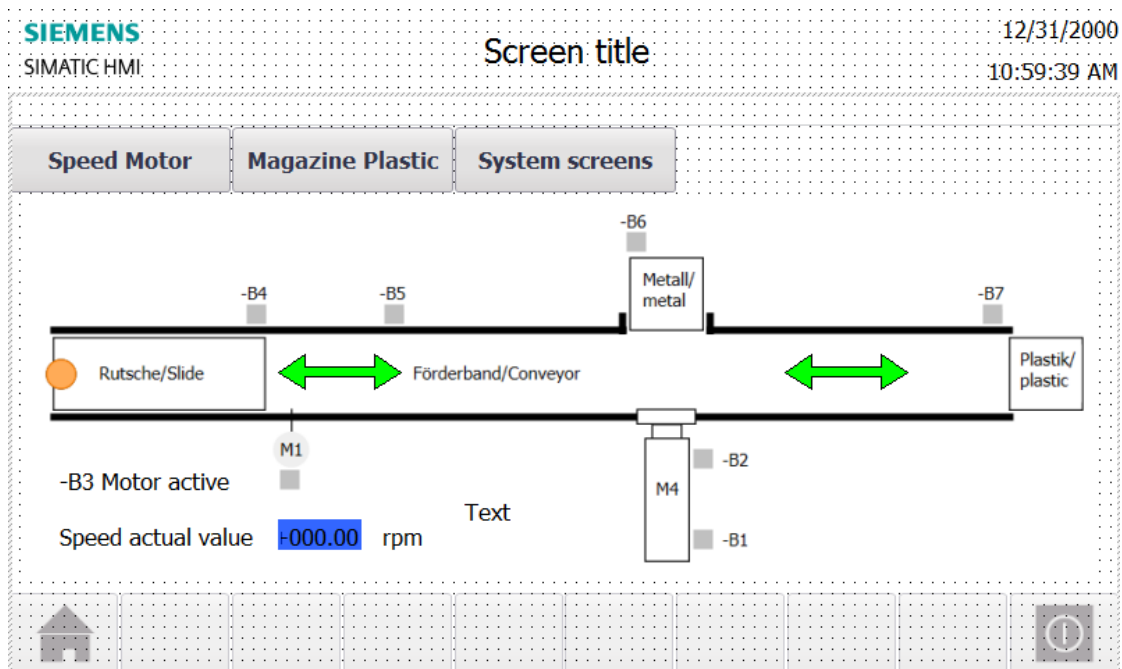 SIEMENS
SIMATIC HMI
Screen title
12/31/2000
10:59:39 AM
Speed Motor
Magazine Plastic
System screens
-B6
Metall/
metal
-B4
-B5
-B7
Rutsche/Slide
Förderband/Conveyor
Plastik/
plastic
M1
-B3 Motor active
-B2
M4
Text
Speed actual value
+000.00
rpm
-B1